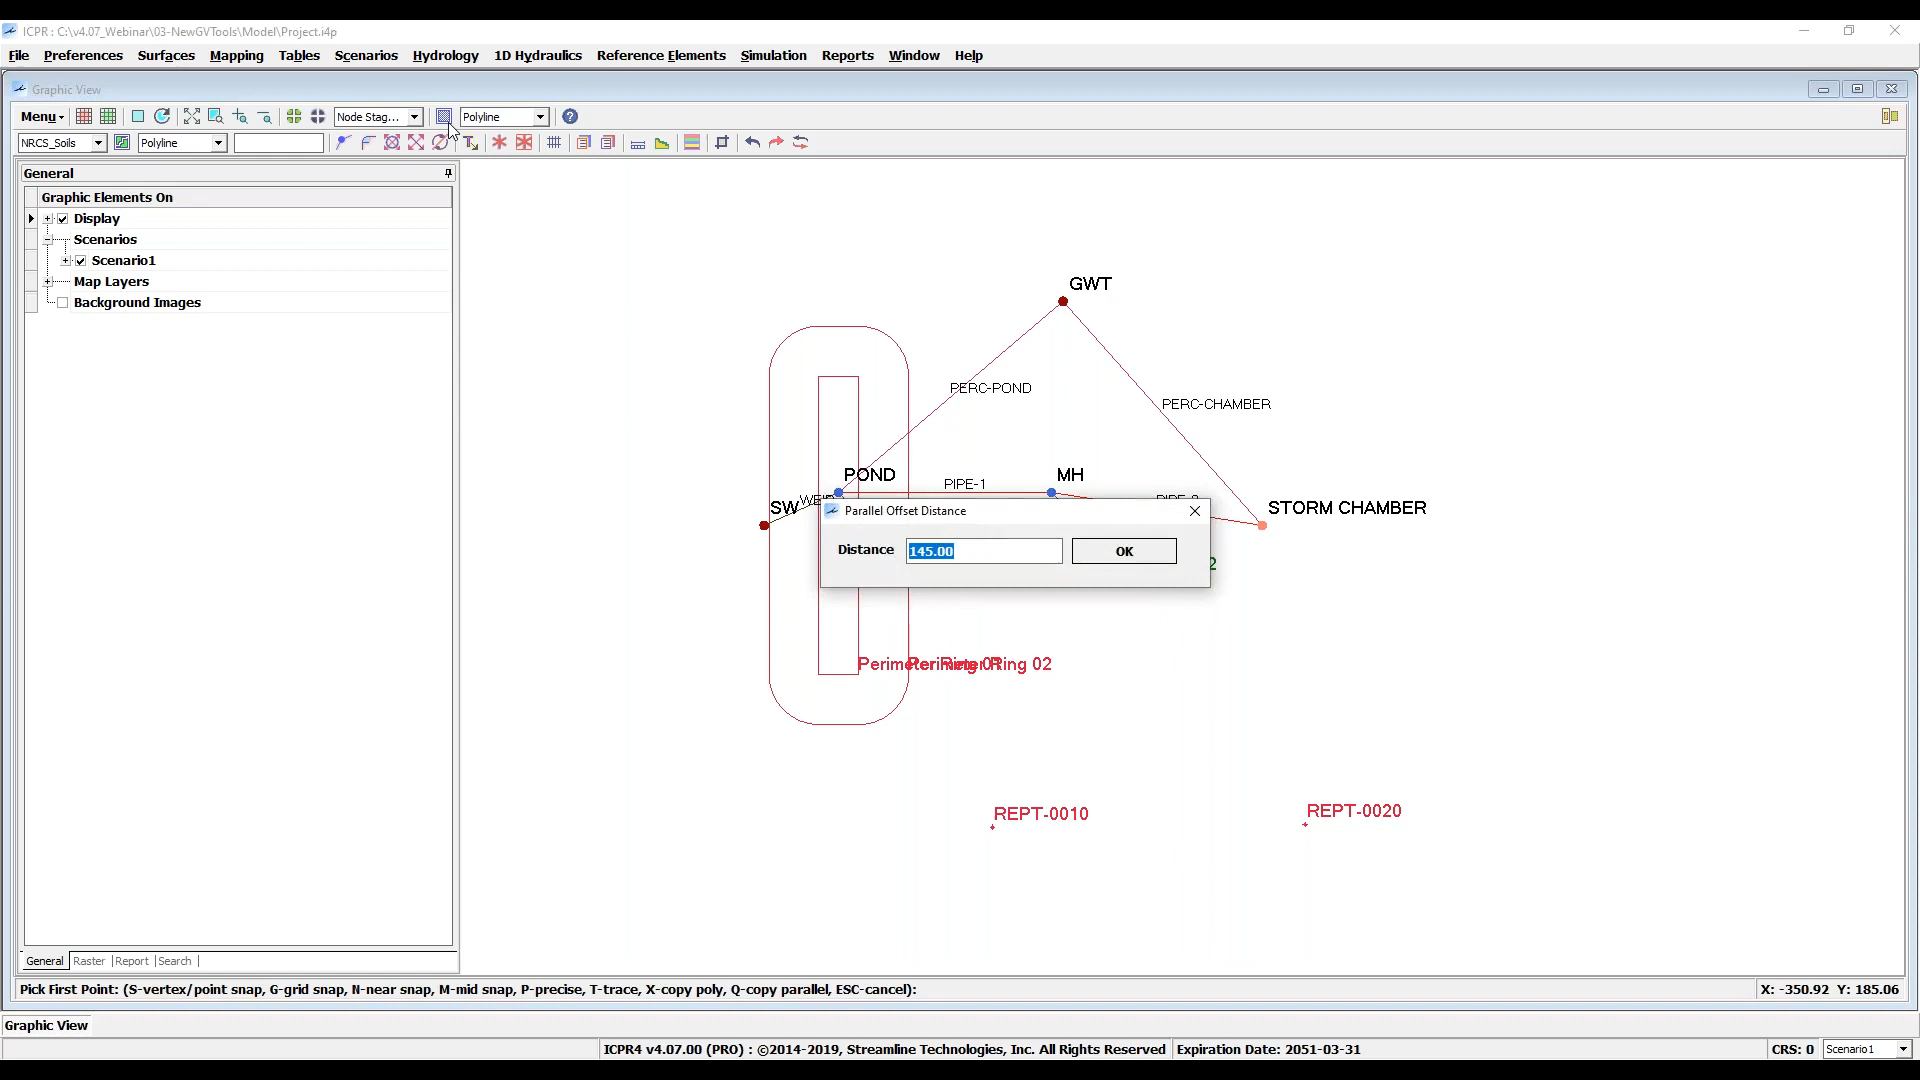 ICPR : C:\v4.07_Webinar\03-NewGVTools\Model\Project.i4p
File Preferences Surfaces Mapping Tables Scenarios Hydrology 1D Hydraulics Reference Elements Simulation Reports Window Help
Graphic View
Menu Node Stag... Polyline
NRCS_Soils Polyline
General
Graphic Elements On
Display
Scenarios
Scenario1
Map Layers
Background Images
GWT
PERC-POND
PERC-CHAMBER
POND
PIPE-1
MH
SW
STORM CHAMBER
Parallel Offset Distance
Distance 145.00 OK
2
Perimeter Ring 02
REPT-0010
REPT-0020
General Raster Report Search
Pick First Point: (S-vertex/point snap, G-grid snap, N-near snap, M-mid snap, P-precise, T-trace, X-copy poly, Q-copy parallel, ESC-cancel):
X: -350.92 Y: 185.06
Graphic View
ICPR4 v4.07.00 (PRO) : ©2014-2019, Streamline Technologies, Inc. All Rights Reserved Expiration Date: 2051-03-31 CRS: 0 Scenario1